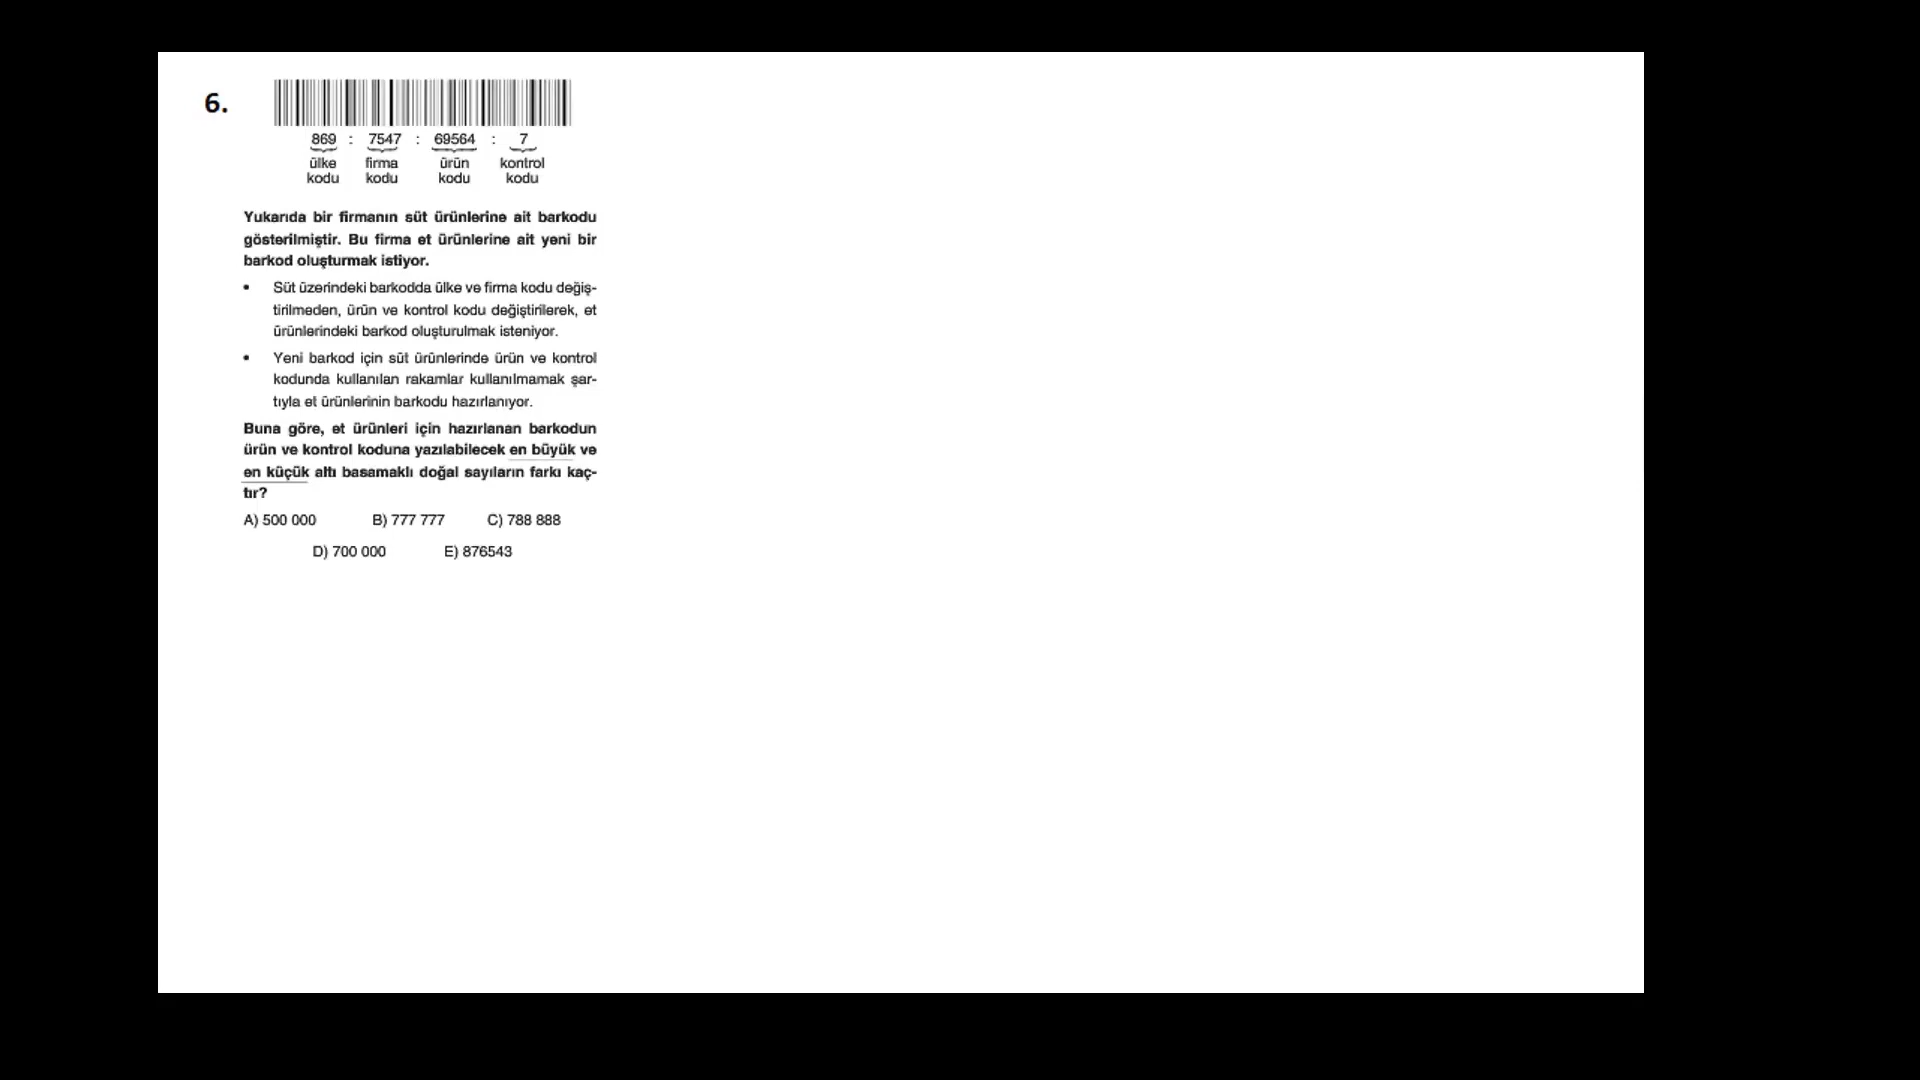 6.
869 : 7547 : 69564 : 7
ülke firma ürün kontrol
kodu kodu kodu kodu
Yukarıda bir firmanın süt ürünlerine ait barkodu
gösterilmiştir. Bu firma et ürünlerine ait yeni bir
barkod oluşturmak istiyor.
• Süt üzerindeki barkodda ülke ve firma kodu değiş-
tirilmeden, ürün ve kontrol kodu değiştirilerek, et
ürünlerindeki barkod oluşturulmak isteniyor.
• Yeni barkod için süt ürünlerinde ürün ve kontrol
kodunda kullanılan rakamlar kullanılmamak şar-
tıyla et ürünlerinin barkodu hazırlanıyor.
Buna göre, et ürünleri için hazırlanan barkodun
ürün ve kontrol koduna yazılabilecek en büyük ve
en küçük altı basamaklı doğal sayıların farkı kaç-
tır?
A) 500 000 B) 777 777 C) 788 888
D) 700 000 E) 876543